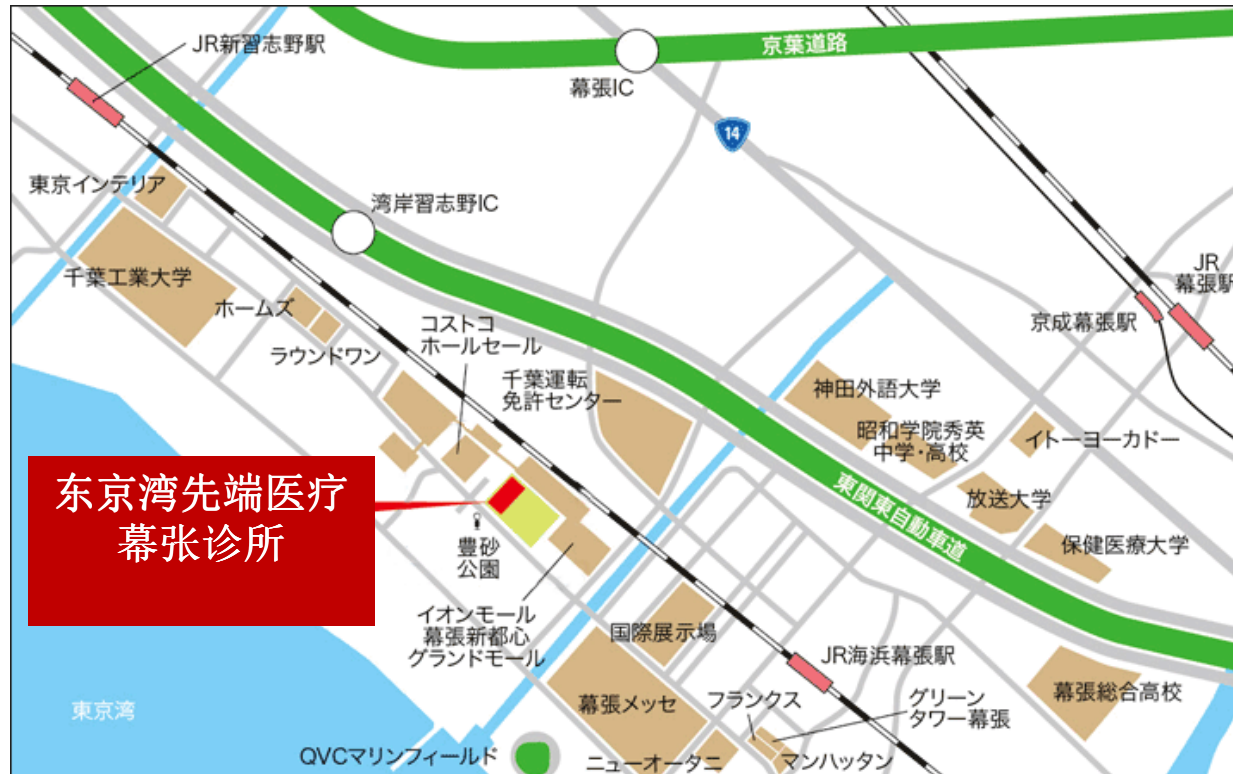 JR新習志野駅
京葉道路
幕張IC
14
東京インテリア
湾岸習志野IC
千葉工業大学
JR
幕張駅
ホームズ
京成幕張駅
コストコ
ホールセール
ラウンドワン
千葉運転
免許センター
神田外語大学
昭和学院秀英
中学・高校
イトーヨーカドー
东京湾先端医疗
幕张诊所
東関東自動車道
放送大学
保健医療大学
豊砂
公園
イオンモール
幕張新都心
グランドモール
国際展示場
JR海浜幕張駅
幕張総合高校
東京湾
幕張メッセ
フランクス
グリーン
タワー幕張
QVCマリンフィールド
ニューオータニ
マンハッタン